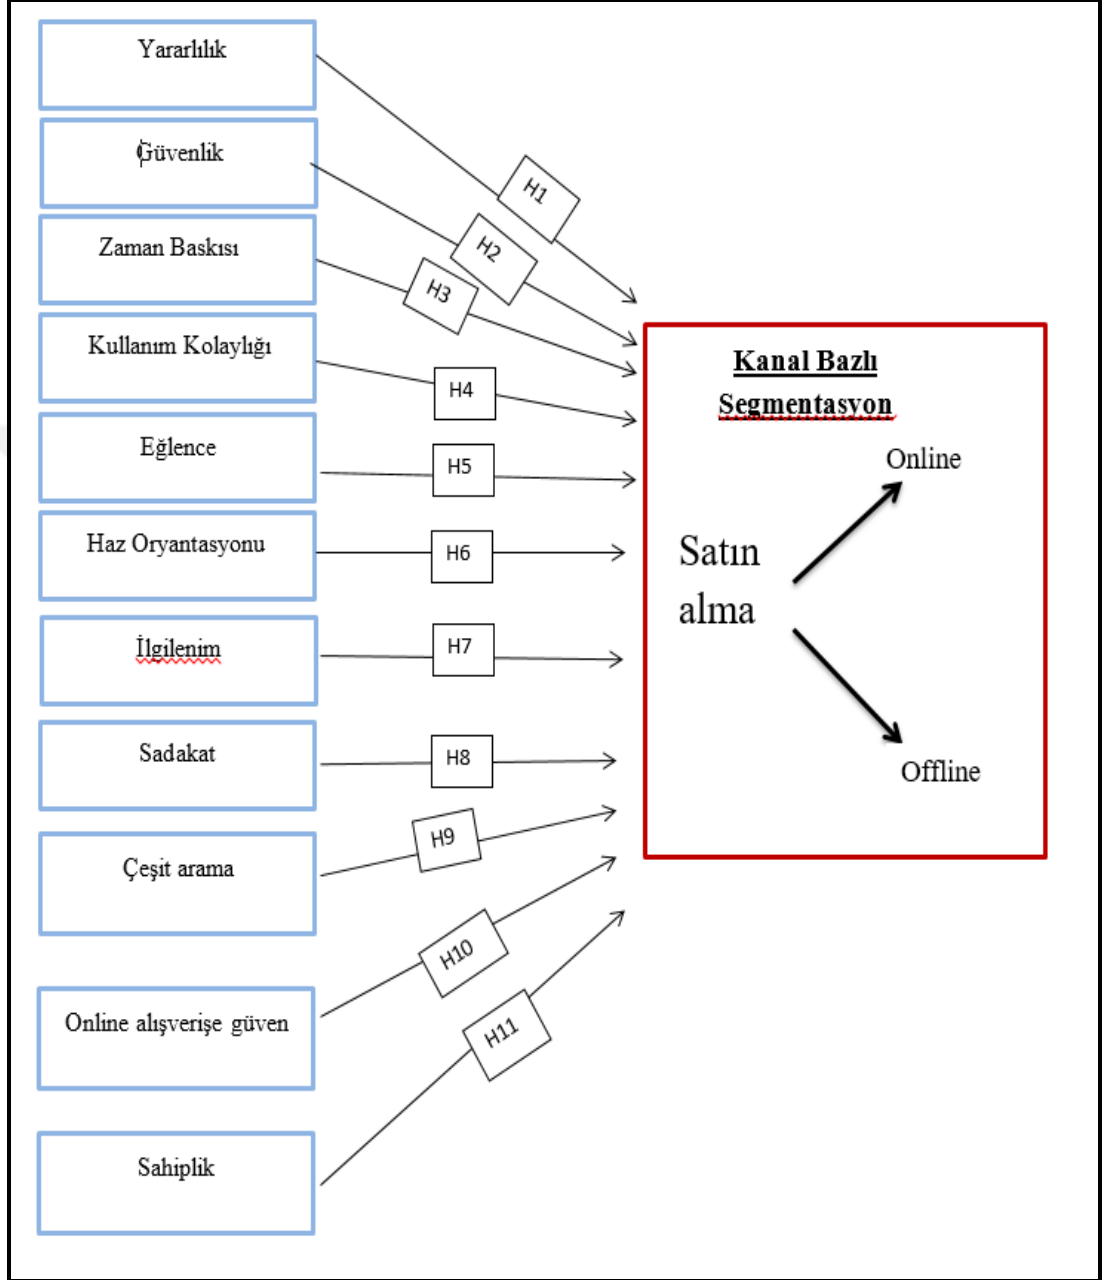 Yararlılık
H1
Güvenlik
H2
Zaman Baskısı
H3
Kullanım Kolaylığı
H4
Eğlence
H5
Haz Oryantasyonu
H6
İlgilenim
H7
Sadakat
H8
Çeşit arama
H9
Online alışverişe güven
H10
Sahiplik
H11
Kanal Bazlı
Segmentasyon
Online
Satın
alma
Offline